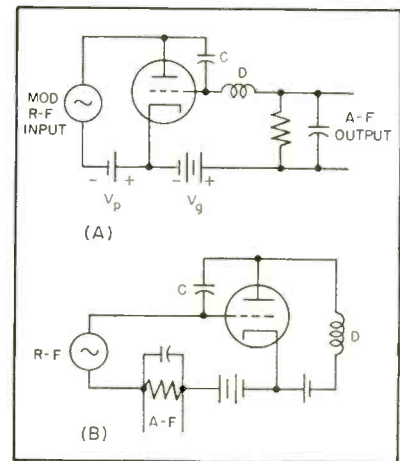 C
D
MOD
R-F
INPUT
A-F
OUTPUT
- + - +
Vp Vg
(A)
C
D
R-F
A-F
(B)